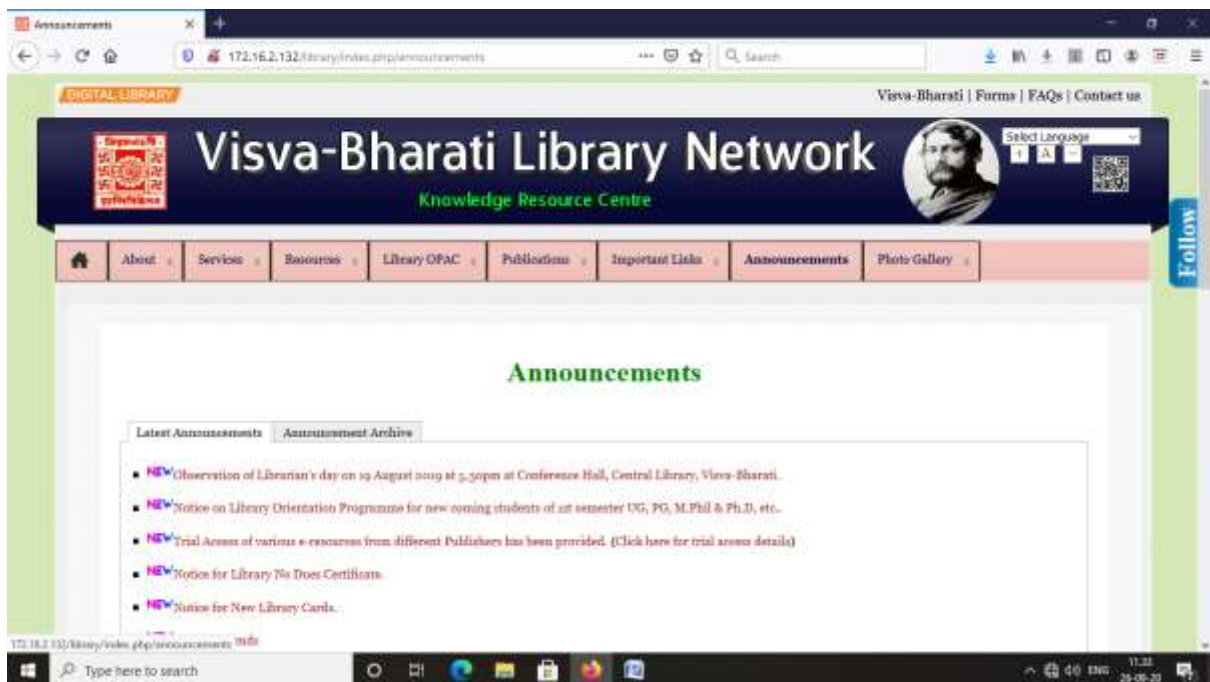 Announcements
172.16.2.132/library/index.php/announcements
Search
DIGITAL LIBRARY
Visva-Bharati | Forms | FAQs | Contact us
Visva-Bharati Library Network
Knowledge Resource Centre
Select Language
+ A -
Follow
About Services Resources Library OPAC Publications Important Links Announcements Photo Gallery
Announcements
Latest Announcements Announcement Archive
NEW Observation of Librarian's day on 19 August 2019 at 5.30pm at Conference Hall, Central Library, Visva-Bharati.
NEW Notice on Library Orientation Programme for new coming students of 1st semester UG, PG, M.Phil & Ph.D, etc..
NEW Trial Access of various e-resources from different Publishers has been provided. (Click here for trial access details)
NEW Notice for Library No Dues Certificate.
NEW Notice for New Library Cards.
172.16.2.132/library/index.php/announcements
Type here to search
ENG
11:33